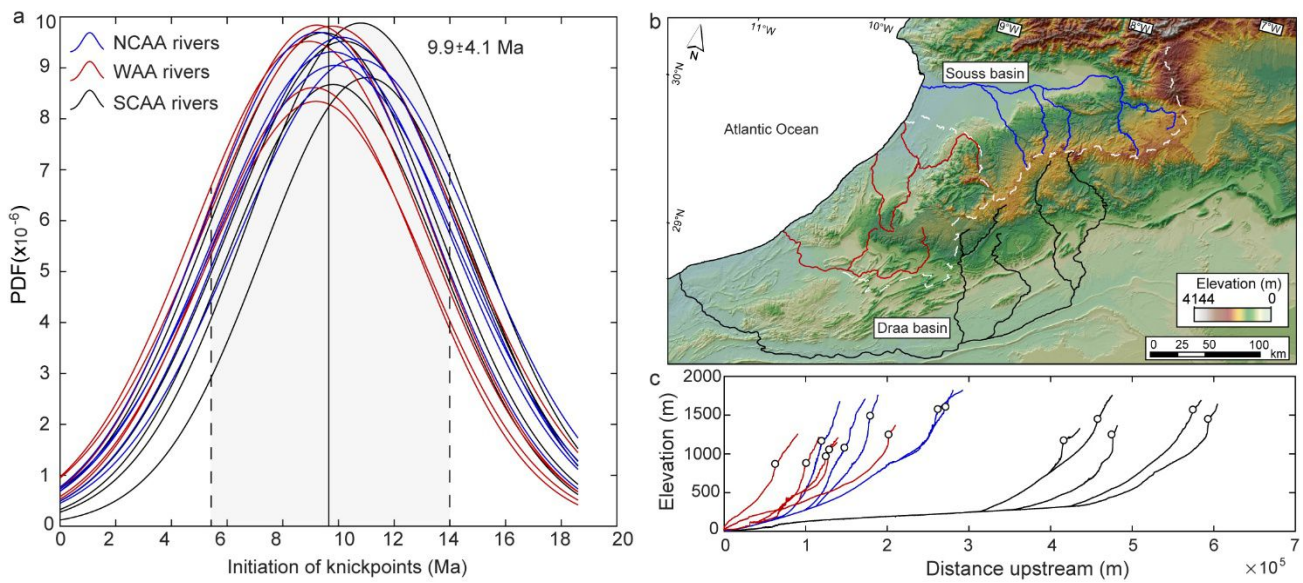 a
NCAA rivers
WAA rivers
SCAA rivers
9.9±4.1 Ma
PDF(x10⁻⁶)
10
9
8
7
6
5
4
3
2
1
0
0 2 4 6 8 10 12 14 16 18 20
Initiation of knickpoints (Ma)
b
11°W 10°W 9°W 8°W 7°W
N
30°N
29°N
Souss basin
Atlantic Ocean
Draa basin
Elevation (m)
4144 0
0 25 50 100
km
c
Elevation (m)
2000
1500
1000
500
0
0 1 2 3 4 5 6 7
Distance upstream (m)
×10⁵